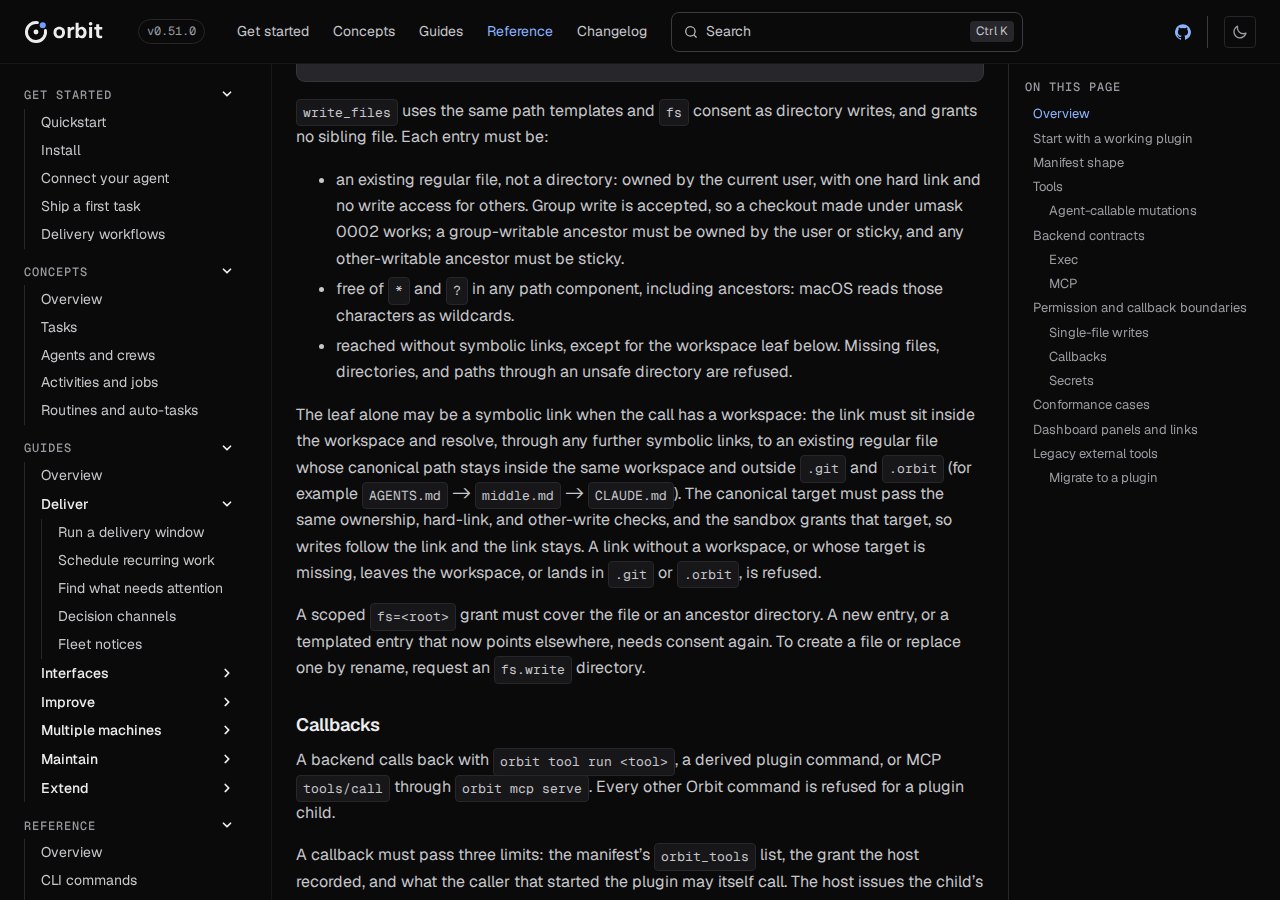 orbit
v0.51.0
Get started
Concepts
Guides
Reference
Changelog
Search
Ctrl K
GET STARTED
Quickstart
Install
Connect your agent
Ship a first task
Delivery workflows
CONCEPTS
Overview
Tasks
Agents and crews
Activities and jobs
Routines and auto-tasks
GUIDES
Overview
Deliver
Run a delivery window
Schedule recurring work
Find what needs attention
Decision channels
Fleet notices
Interfaces
Improve
Multiple machines
Maintain
Extend
REFERENCE
Overview
CLI commands
write_files uses the same path templates and fs consent as directory writes, and grants
no sibling file. Each entry must be:
• an existing regular file, not a directory: owned by the current user, with one hard link and
no write access for others. Group write is accepted, so a checkout made under umask
0002 works; a group-writable ancestor must be owned by the user or sticky, and any
other-writable ancestor must be sticky.
• free of * and ? in any path component, including ancestors: macOS reads those
characters as wildcards.
• reached without symbolic links, except for the workspace leaf below. Missing files,
directories, and paths through an unsafe directory are refused.
The leaf alone may be a symbolic link when the call has a workspace: the link must sit inside
the workspace and resolve, through any further symbolic links, to an existing regular file
whose canonical path stays inside the same workspace and outside .git and .orbit (for
example AGENTS.md → middle.md → CLAUDE.md). The canonical target must pass the
same ownership, hard-link, and other-write checks, and the sandbox grants that target, so
writes follow the link and the link stays. A link without a workspace, or whose target is
missing, leaves the workspace, or lands in .git or .orbit, is refused.
A scoped fs=<root> grant must cover the file or an ancestor directory. A new entry, or a
templated entry that now points elsewhere, needs consent again. To create a file or replace
one by rename, request an fs.write directory.
Callbacks
A backend calls back with orbit tool run <tool>, a derived plugin command, or MCP
tools/call through orbit mcp serve. Every other Orbit command is refused for a plugin
child.
A callback must pass three limits: the manifest’s orbit_tools list, the grant the host
recorded, and what the caller that started the plugin may itself call. The host issues the child’s
ON THIS PAGE
Overview
Start with a working plugin
Manifest shape
Tools
Agent-callable mutations
Backend contracts
Exec
MCP
Permission and callback boundaries
Single-file writes
Callbacks
Secrets
Conformance cases
Dashboard panels and links
Legacy external tools
Migrate to a plugin